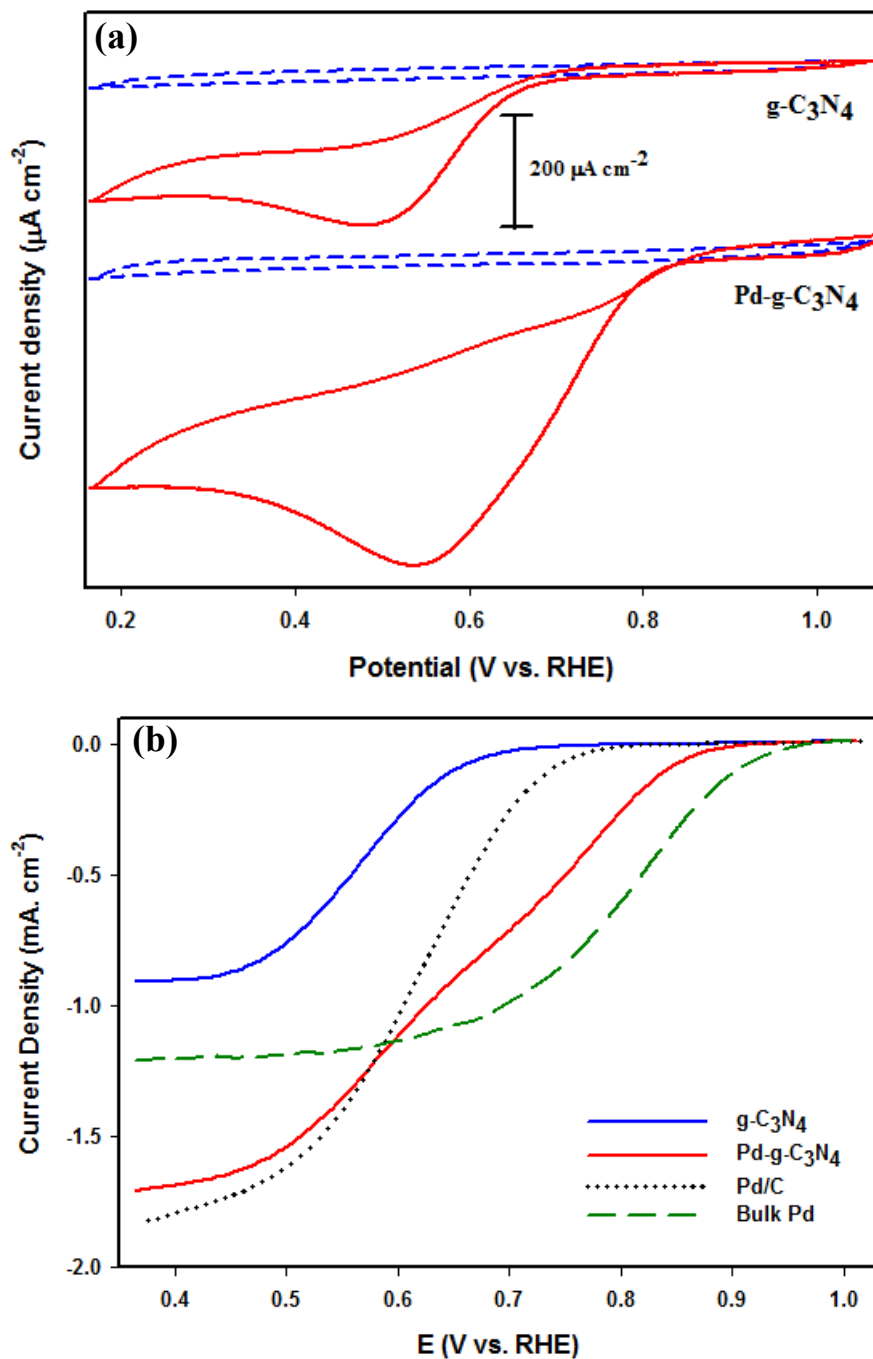 (a)
g-C3N4
200 µA cm-2
Pd-g-C3N4
Current density (µA cm-2)
0.2 0.4 0.6 0.8 1.0
Potential (V vs. RHE)
(b)
0.0
-0.5
-1.0
-1.5
-2.0
Current Density (mA. cm-2)
g-C3N4
Pd-g-C3N4
Pd/C
Bulk Pd
0.4 0.5 0.6 0.7 0.8 0.9 1.0
E (V vs. RHE)